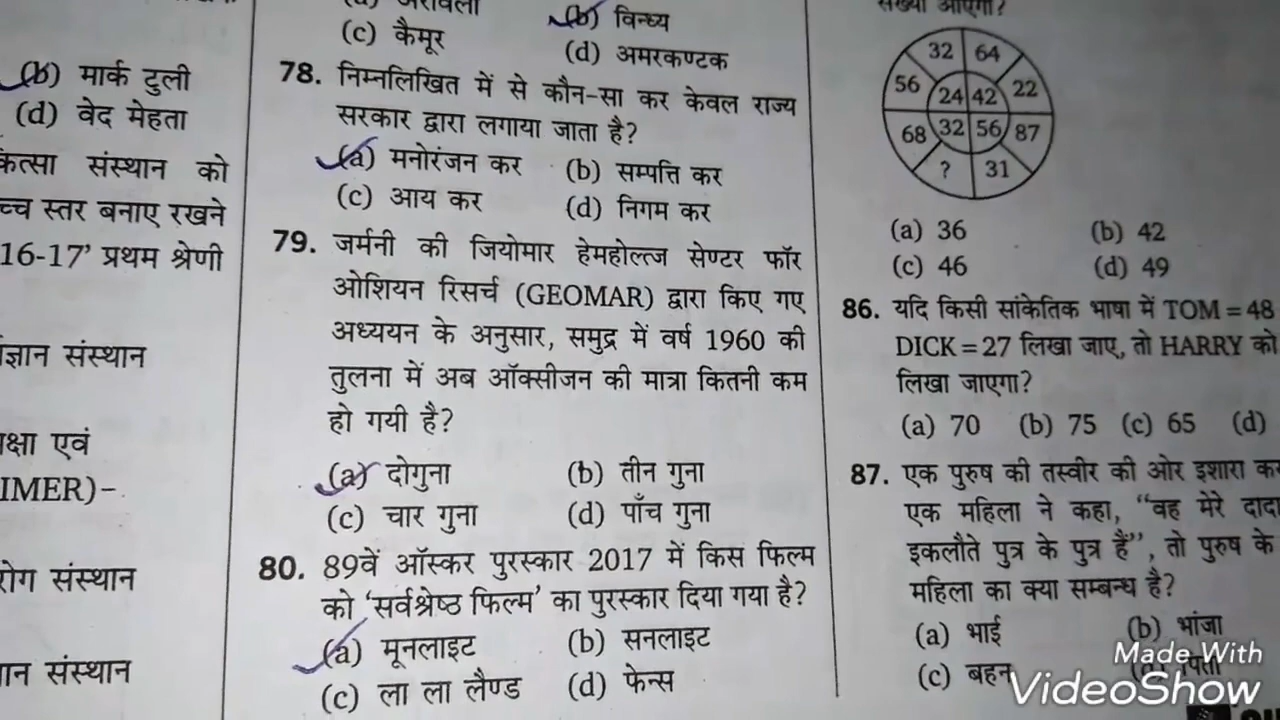 (b) मार्क टुली
(d) वेद मेहता
संस्थान को
स्तर बनाए रखने
16-17’ प्रथम श्रेणी
संस्थान
एवं
IMER)-
संस्थान
संस्थान
(b) विन्ध्य
(c) कैमूर
(d) अमरकण्टक
78. निम्नलिखित में से कौन-सा कर केवल राज्य
सरकार द्वारा लगाया जाता है?
(a) मनोरंजन कर (b) सम्पत्ति कर
(c) आय कर (d) निगम कर
79. जर्मनी की जियोमार हेमहोल्त्ज सेण्टर फॉर
ओशियन रिसर्च (GEOMAR) द्वारा किए गए
अध्ययन के अनुसार, समुद्र में वर्ष 1960 की
तुलना में अब ऑक्सीजन की मात्रा कितनी कम
हो गयी है?
(a) दोगुना (b) तीन गुना
(c) चार गुना (d) पाँच गुना
80. 89वें ऑस्कर पुरस्कार 2017 में किस फिल्म
को ‘सर्वश्रेष्ठ फिल्म’ का पुरस्कार दिया गया है?
(a) मूनलाइट (b) सनलाइट
(c) ला ला लैण्ड (d) फेन्स
32 64
56 24 42 22
68 32 56 87
? 31
(a) 36 (b) 42
(c) 46 (d) 49
86. यदि किसी सांकेतिक भाषा में TOM = 48
DICK = 27 लिखा जाए, तो HARRY को
लिखा जाएगा?
(a) 70 (b) 75 (c) 65 (d)
87. एक पुरुष की तस्वीर की ओर इशारा
एक महिला ने कहा, “वह मेरे दादा
इकलौते पुत्र के पुत्र हैं”, तो पुरुष के
महिला का क्या सम्बन्ध है?
(a) भाई (b) भांजा
(c) बहन
Made With
VideoShow